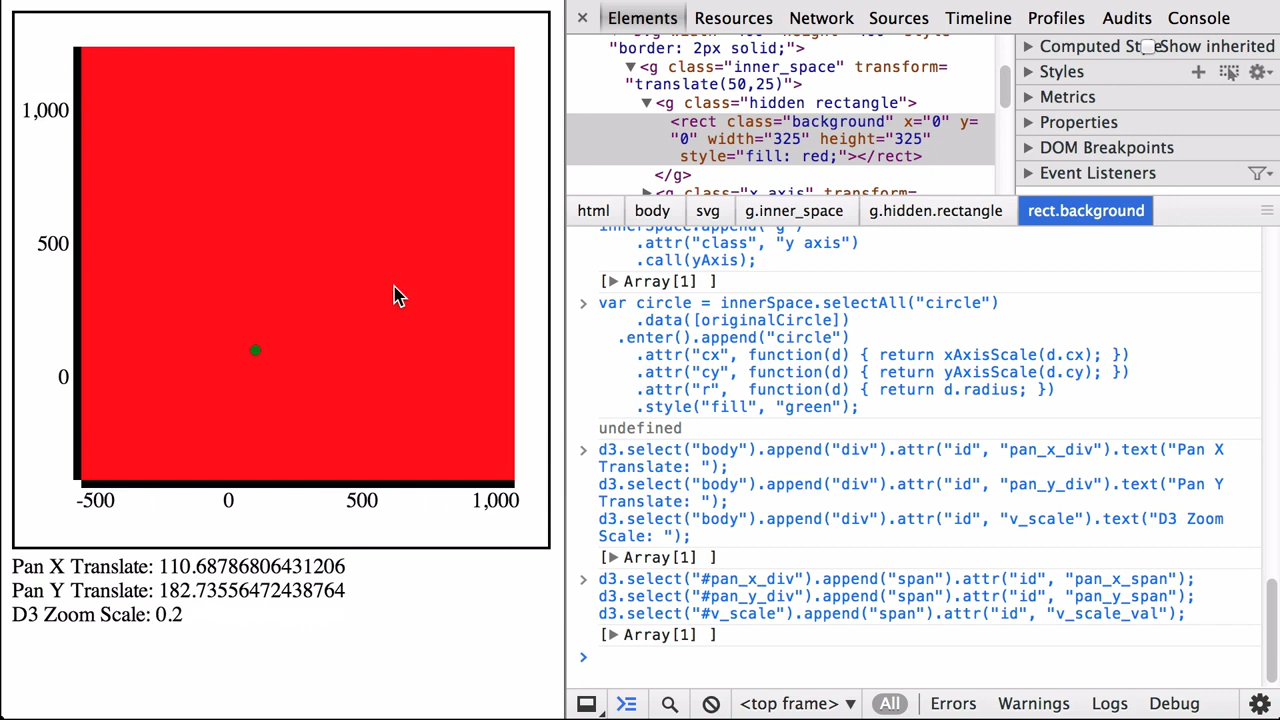 1,000
500
0
-500 0 500 1,000
Pan X Translate: 110.68786806431206
Pan Y Translate: 182.73556472438764
D3 Zoom Scale: 0.2
× Elements Resources Network Sources Timeline Profiles Audits Console
"border: 2px solid;">
▼<g class="inner_space" transform=
"translate(50,25)">
▼<g class="hidden rectangle">
<rect class="background" x="0" y=
"0" width="325" height="325"
style="fill: red;"></rect>
</g>
▶<g class="x axis" transform=
▶ Computed Style Show inherited
▶ Styles
▶ Metrics
▶ Properties
▶ DOM Breakpoints
▶ Event Listeners
html body svg g.inner_space g.hidden.rectangle rect.background
innerSpace.append("g")
.attr("class", "y axis")
.call(yAxis);
[▶ Array[1] ]
> var circle = innerSpace.selectAll("circle")
.data([originalCircle])
.enter().append("circle")
.attr("cx", function(d) { return xAxisScale(d.cx); })
.attr("cy", function(d) { return yAxisScale(d.cy); })
.attr("r",  function(d) { return d.radius; })
.style("fill", "green");
undefined
> d3.select("body").append("div").attr("id", "pan_x_div").text("Pan X
Translate: ");
d3.select("body").append("div").attr("id", "pan_y_div").text("Pan Y
Translate: ");
d3.select("body").append("div").attr("id", "v_scale").text("D3 Zoom
Scale: ");
[▶ Array[1] ]
> d3.select("#pan_x_div").append("span").attr("id", "pan_x_span");
d3.select("#pan_y_div").append("span").attr("id", "pan_y_span");
d3.select("#v_scale").append("span").attr("id", "v_scale_val");
[▶ Array[1] ]
>
<top frame> ▼ All Errors Warnings Logs Debug